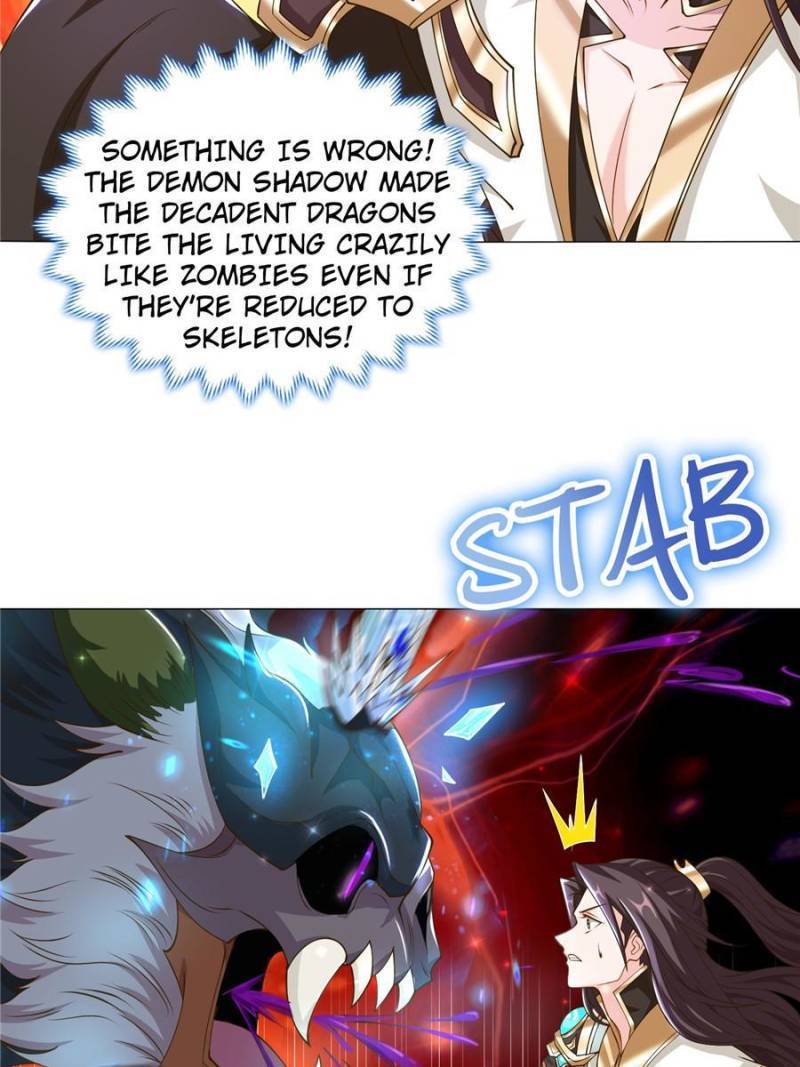 SOMETHING IS WRONG!
THE DEMON SHADOW MADE
THE DECADENT DRAGONS
BITE THE LIVING CRAZILY
LIKE ZOMBIES EVEN IF
THEY'RE REDUCED TO
SKELETONS!
STAB